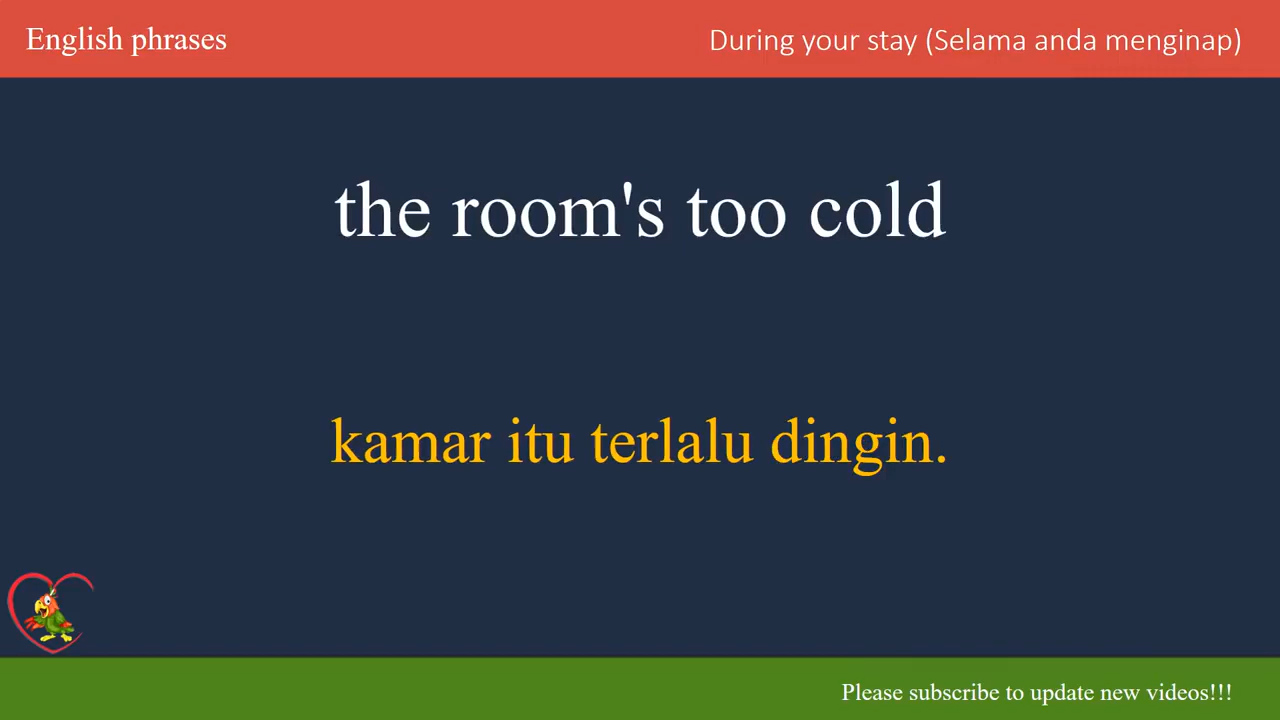 English phrases
During your stay (Selama anda menginap)
the room's too cold
kamar itu terlalu dingin.
Please subscribe to update new videos!!!